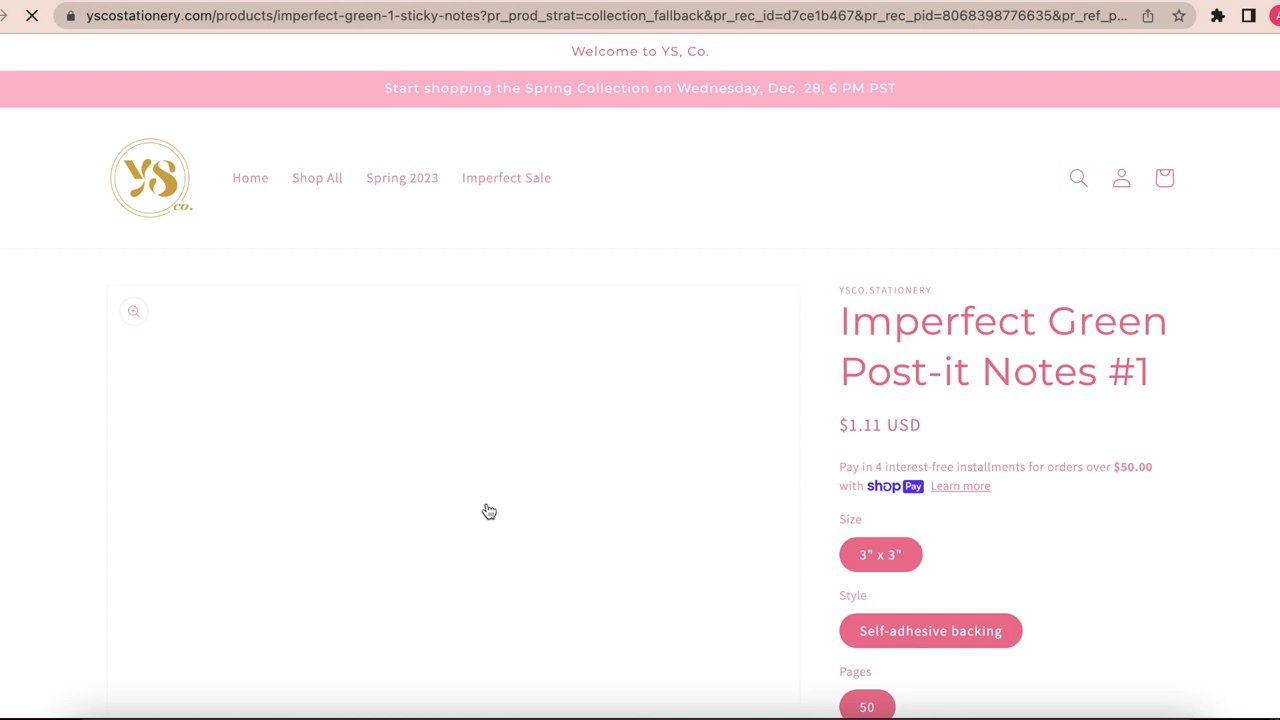 yscostationery.com/products/imperfect-green-1-sticky-notes?pr_prod_strat=collection_fallback&pr_rec_id=d7ce1b467&pr_rec_pid=8068398776635&pr_ref_p...
Welcome to YS, Co.
Start shopping the Spring Collection on Wednesday, Dec. 28, 6 PM PST
YS
co.
Home Shop All Spring 2023 Imperfect Sale
YSCO.STATIONERY
Imperfect Green
Post-it Notes #1
$1.11 USD
Pay in 4 interest-free installments for orders over $50.00
with shop Pay Learn more
Size
3" x 3"
Style
Self-adhesive backing
Pages
50